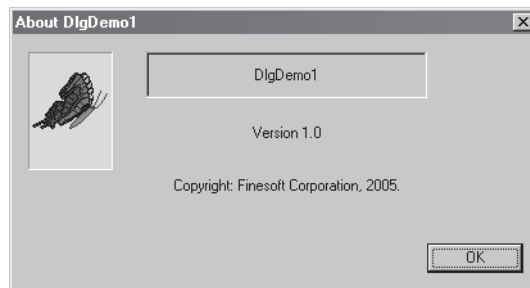 About DlgDemo1
DlgDemo1
Version 1.0
Copyright: Finesoft Corporation, 2005.
OK